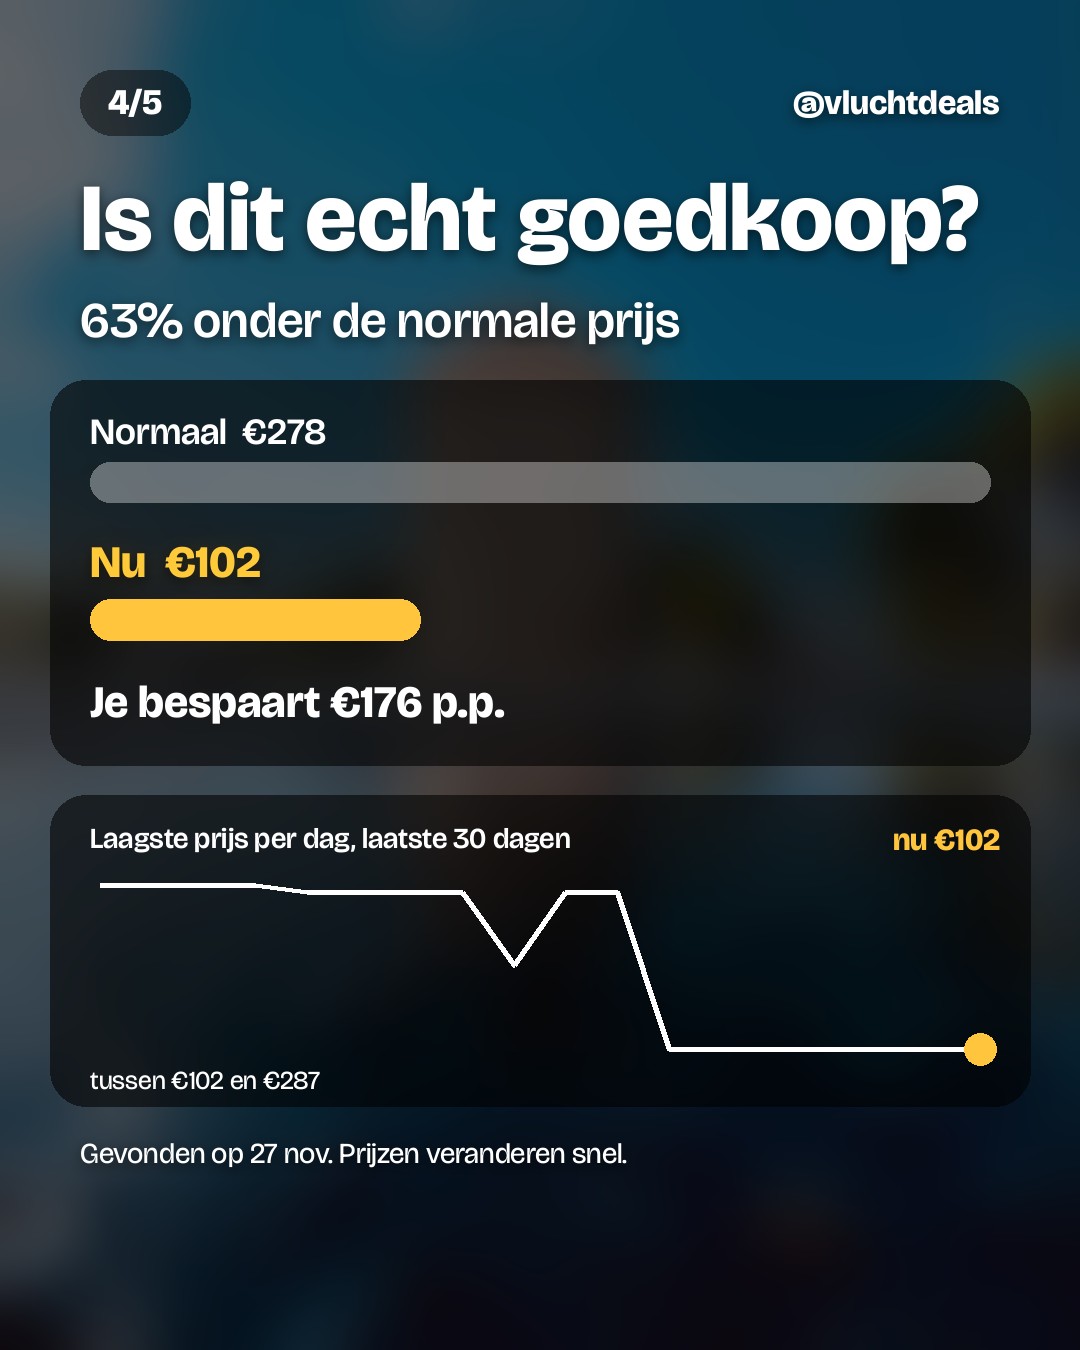 4/5
@vluchtdeals
Is dit echt goedkoop?
63% onder de normale prijs
Normaal €278
Nu €102
Je bespaart €176 p.p.
Laagste prijs per dag, laatste 30 dagen
nu €102
tussen €102 en €287
Gevonden op 27 nov. Prijzen veranderen snel.